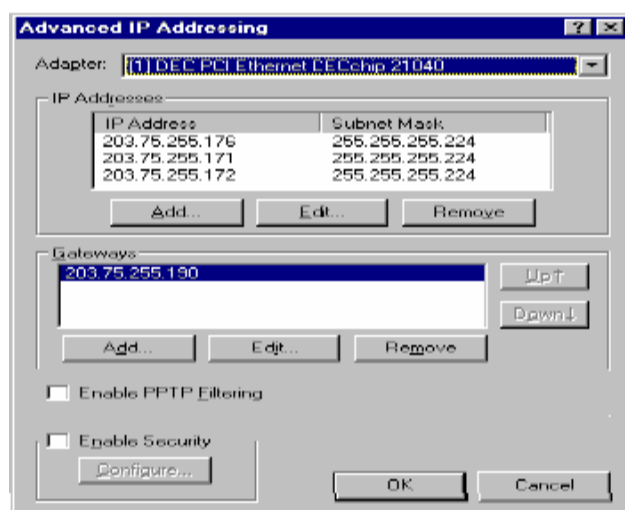 Advanced IP Addressing
Adapter: [1] DEC PCI Ethernet DECchip 21040
IP Addresses
IP Address Subnet Mask
203.75.255.176 255.255.255.224
203.75.255.171 255.255.255.224
203.75.255.172 255.255.255.224
Add... Edit... Remove
Gateways
203.75.255.190
Up↑
Down↓
Add... Edit... Remove
Enable PPTP Filtering
Enable Security
Configure...
OK Cancel